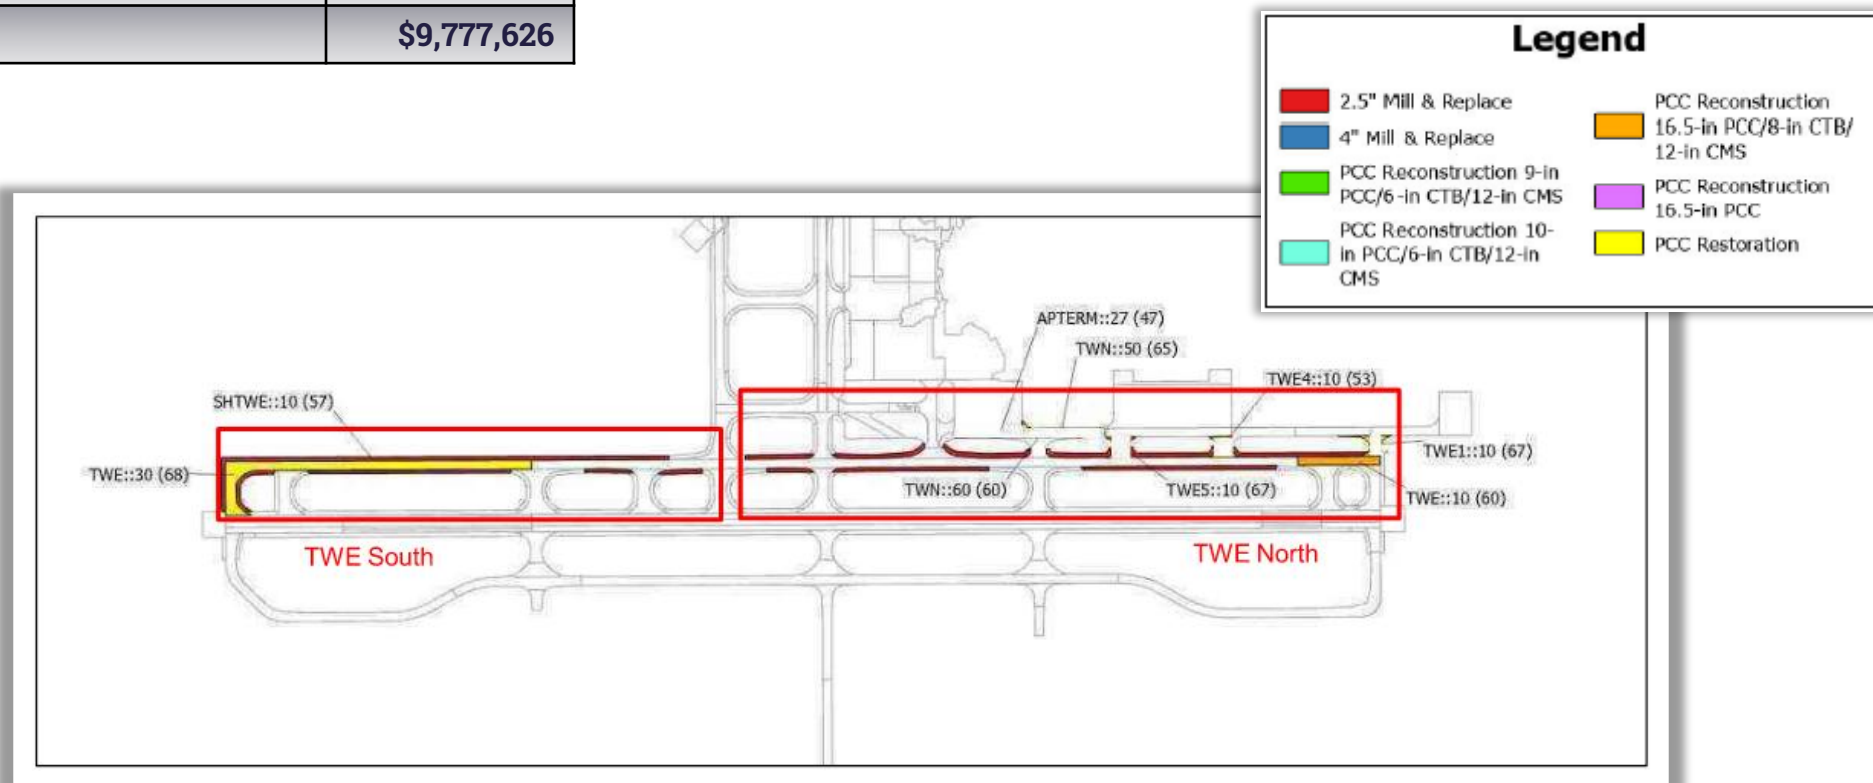 $9,777,626
Legend
2.5" Mill & Replace
4" Mill & Replace
PCC Reconstruction 9-in
PCC/6-in CTB/12-in CMS
PCC Reconstruction 10-
in PCC/6-in CTB/12-in
CMS
PCC Reconstruction
16.5-in PCC/8-in CTB/
12-in CMS
PCC Reconstruction
16.5-in PCC
PCC Restoration
APTERM::27 (47)
TWN::50 (65)
TWE4::10 (53)
SHTWE::10 (57)
TWE1::10 (67)
TWE::30 (68)
TWN::60 (60)
TWE5::10 (67)
TWE::10 (60)
TWE South
TWE North